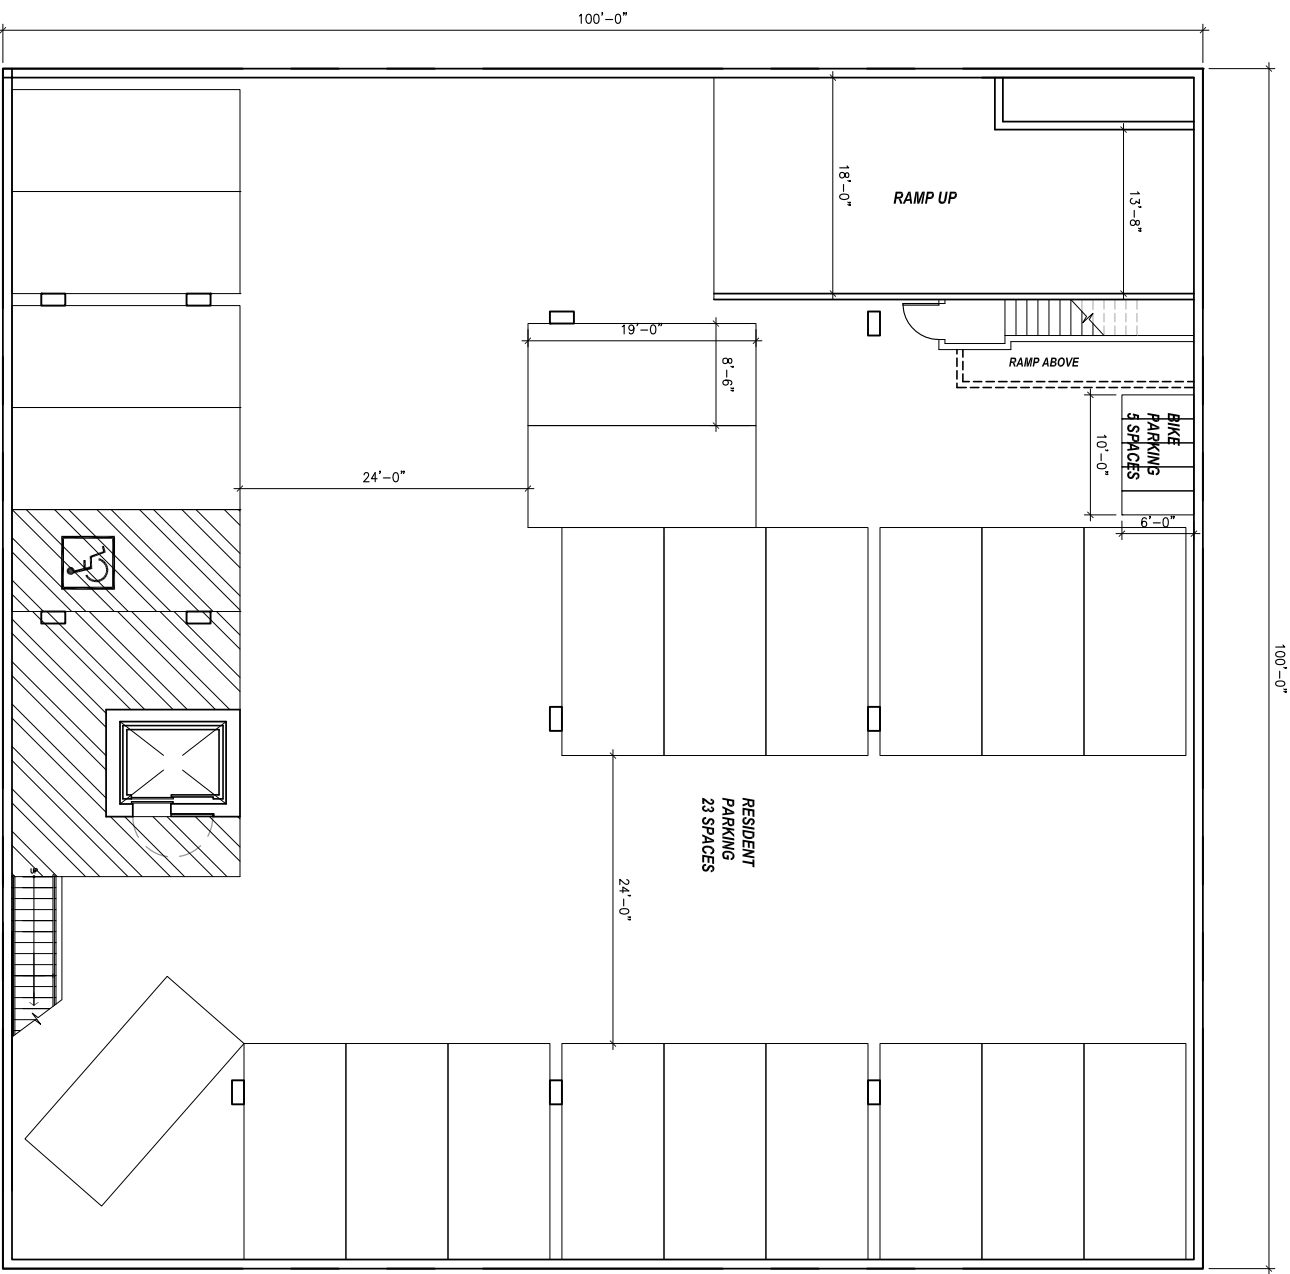 100'-0"
18'-0"
RAMP UP
13'-8"
19'-0"
8'-6"
RAMP ABOVE
BIKE
PARKING
5 SPACES
10'-0"
6'-0"
24'-0"
100'-0"
RESIDENT
PARKING
23 SPACES
24'-0"